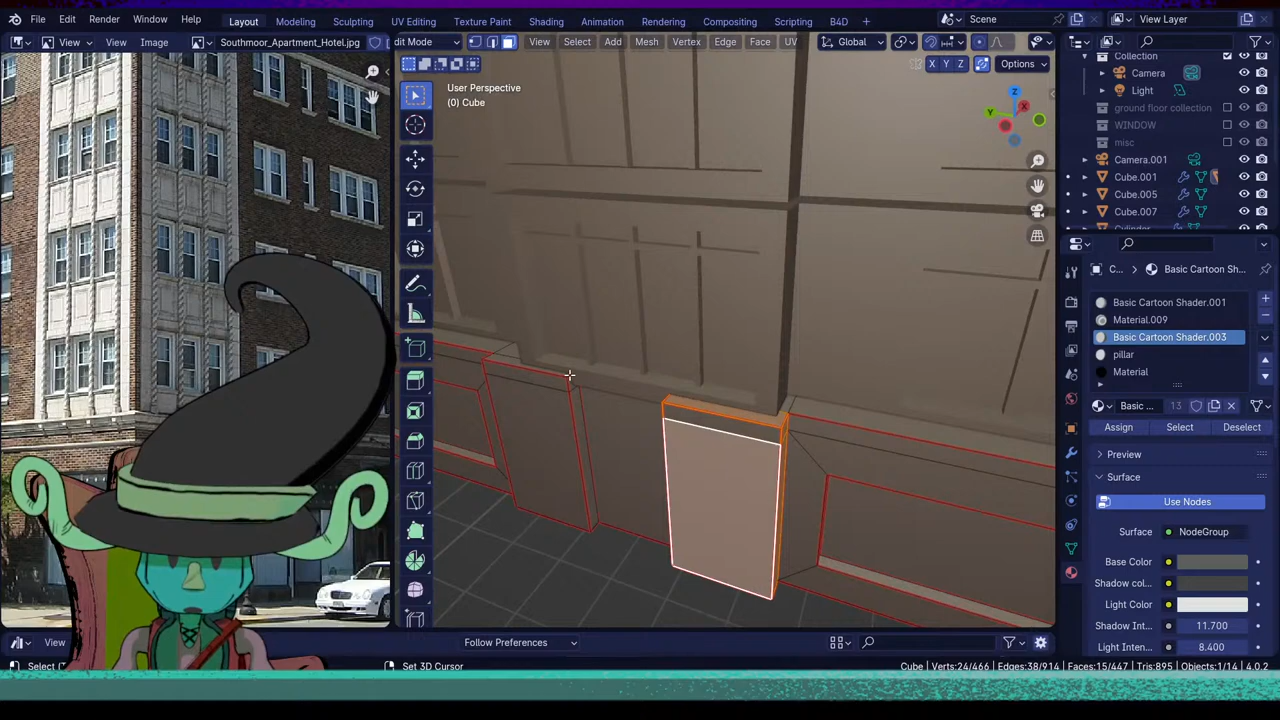 File Edit Render Window Help Layout Modeling Sculpting UV Editing Texture Paint Shading Animation Rendering Compositing Scripting B4D + Scene View Layer
View View Image Southmoor_Apartment_Hotel.jpg dit Mode View Select Add Mesh Vertex Edge Face UV Global
X Y Z Options
User Perspective
(0) Cube
Z
Y
X
Collection
Camera
Light
ground floor collection
WINDOW
misc
Camera.001
Cube.001
Cube.005
Cube.007
C... Basic Cartoon Sh...
Basic Cartoon Shader.001
Material.009
Basic Cartoon Shader.003
pillar
Material
Basic ... 13
Assign Select Deselect
Preview
Surface
Use Nodes
Surface NodeGroup
Base Color
Shadow col...
Light Color
Shadow Int... 11.700
Light Inten... 8.400
View Follow Preferences
Select (T Set 3D Cursor Cube | Verts:24/466 | Edges:38/914 | Faces:15/447 | Tris:895 | Objects:1/14 | 4.0.2